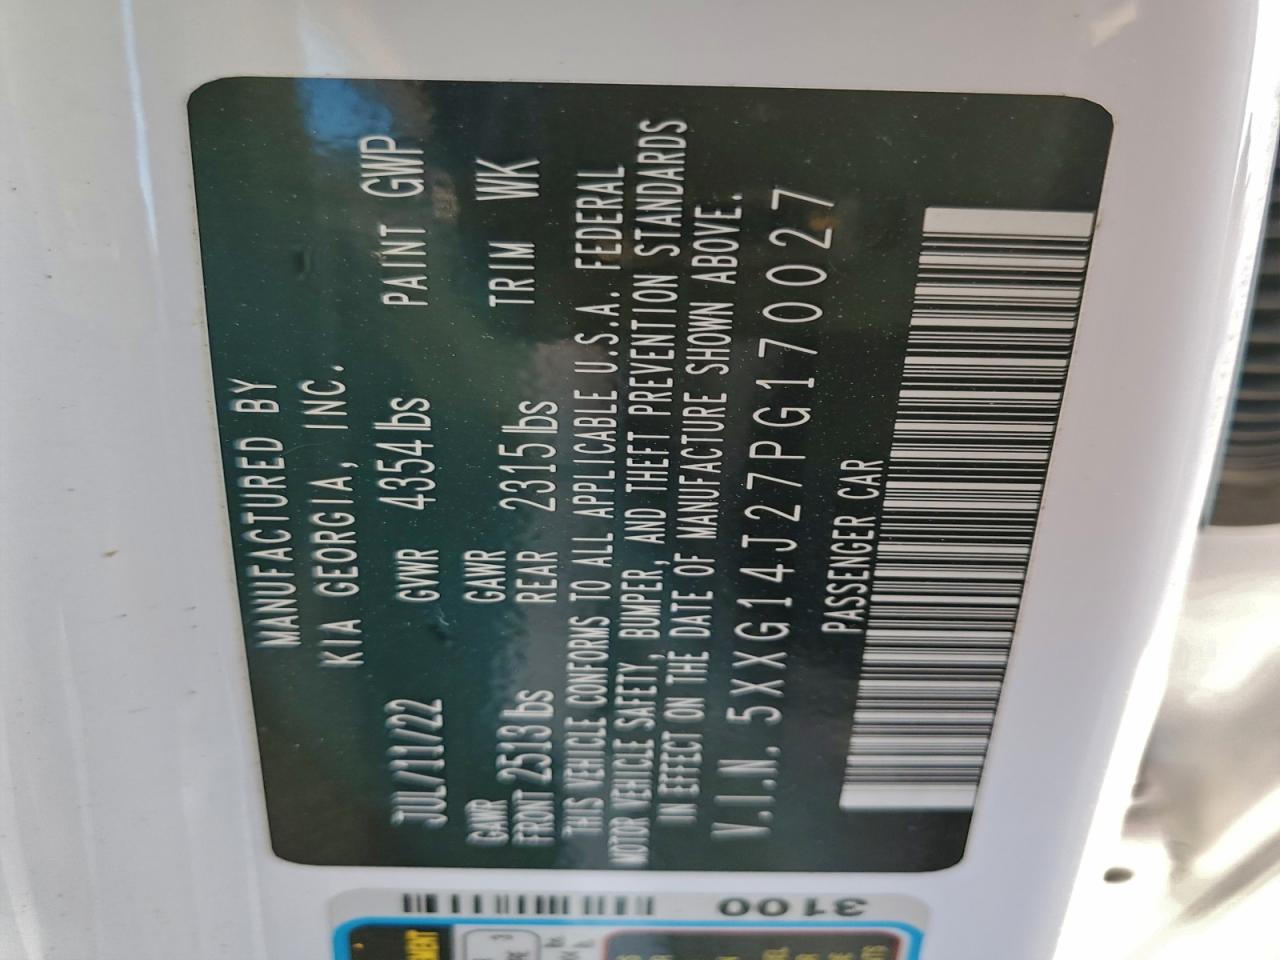 MANUFACTURED BY
KIA GEORGIA, INC.
JUL/11/22 GVWR 4354lbs PAINT GWP
GAWR FRONT 2513lbs GAWR REAR 2315lbs TRIM WK
THIS VEHICLE CONFORMS TO ALL APPLICABLE U.S.A. FEDERAL
MOTOR VEHICLE SAFETY, BUMPER, AND THEFT PREVENTION STANDARDS
IN EFFECT ON THE DATE OF MANUFACTURE SHOWN ABOVE.
V.I.N. 5XXG14J27PG170027
PASSENGER CAR
3100